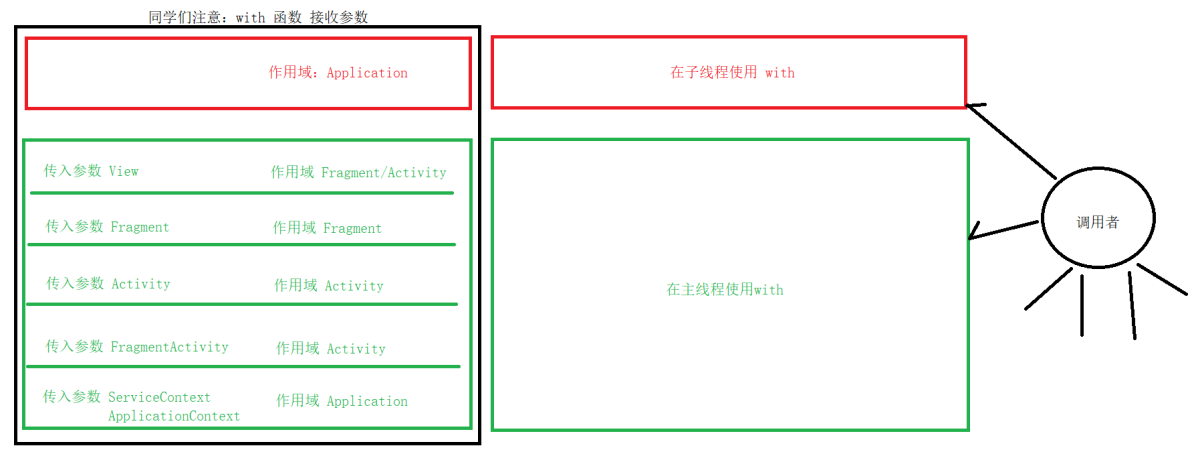 同学们注意：with 函数 接收参数
作用域：Application
在子线程使用 with
传入参数 View 作用域 Fragment/Activity
传入参数 Fragment 作用域 Fragment
调用者
传入参数 Activity 作用域 Activity
在主线程使用with
传入参数 FragmentActivity 作用域 Activity
传入参数 ServiceContext 作用域 Application
ApplicationContext